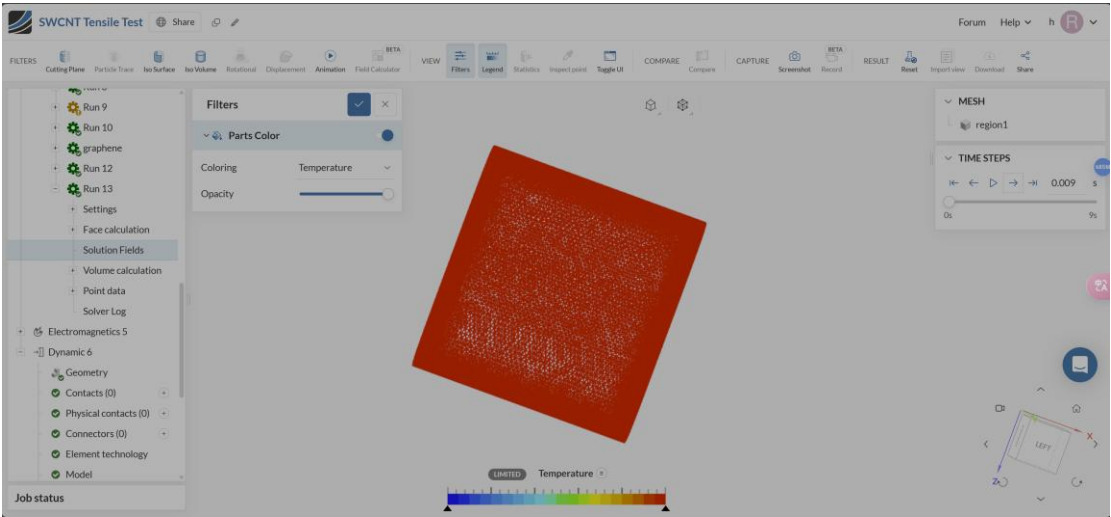 SWCNT Tensile Test Share Forum Help h R
FILTERS Cutting Plane Particle Trace Iso Surface Iso Volume Rotational Displacement Animation Field Calculator BETA VIEW Filters Legend Statistics Inspect point Toggle UI COMPARE Compare CAPTURE Screenshot Record BETA RESULT Reset Import view Download Share
Run 9
Run 10
graphene
Run 12
Run 13
Settings
Face calculation
Solution Fields
Volume calculation
Point data
Solver Log
Electromagnetics 5
Dynamic 6
Geometry
Contacts (0)
Physical contacts (0)
Connectors (0)
Element technology
Model
Job status
Filters
Parts Color
Coloring Temperature
Opacity
LIMITED Temperature
MESH
region1
TIME STEPS
0.009 s
0s 9s
LEFT
X
Z